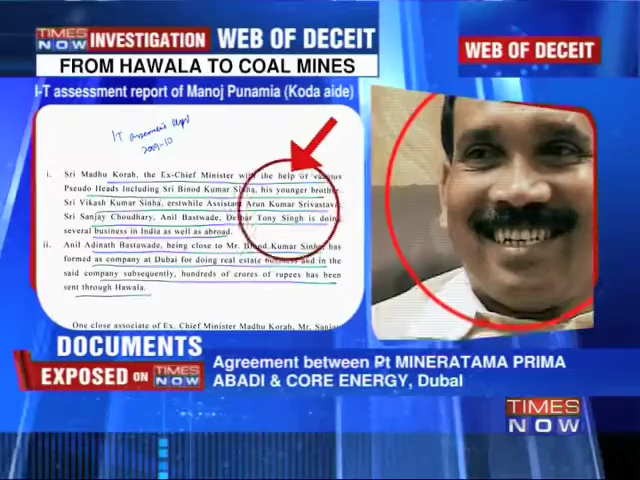 TIMES NOW INVESTIGATION WEB OF DECEIT
FROM HAWALA TO COAL MINES
WEB OF DECEIT
I-T assessment report of Manoj Punamia (Koda aide)
I-T assessment
2009-10
i. Sri Madhu Korah, the Ex-Chief Minister with the help of various
Pseudo Heads including Sri Binod Kumar Sinha, his younger brother
Sri Vikash Kumar Sinha, erstwhile Assistant Arun Kumar Srivastava
Sri Sanjay Choudhary, Anil Bastwade, Delbar Tony Singh is doing
several business in India as well as abroad.
ii. Anil Adinath Bastawade, being close to Mr. Binod Kumar Sinha, has
formed as company at Dubai for doing real estate business and in the
said company subsequently, hundreds of crores of rupees has been
sent through Hawala.
One close associate of Ex. Chief Minister Madhu Korah, Mr. Sanjay
DOCUMENTS
EXPOSED ON TIMES NOW
Agreement between Pt MINERATAMA PRIMA
ABADI & CORE ENERGY, Dubal
TIMES
NOW